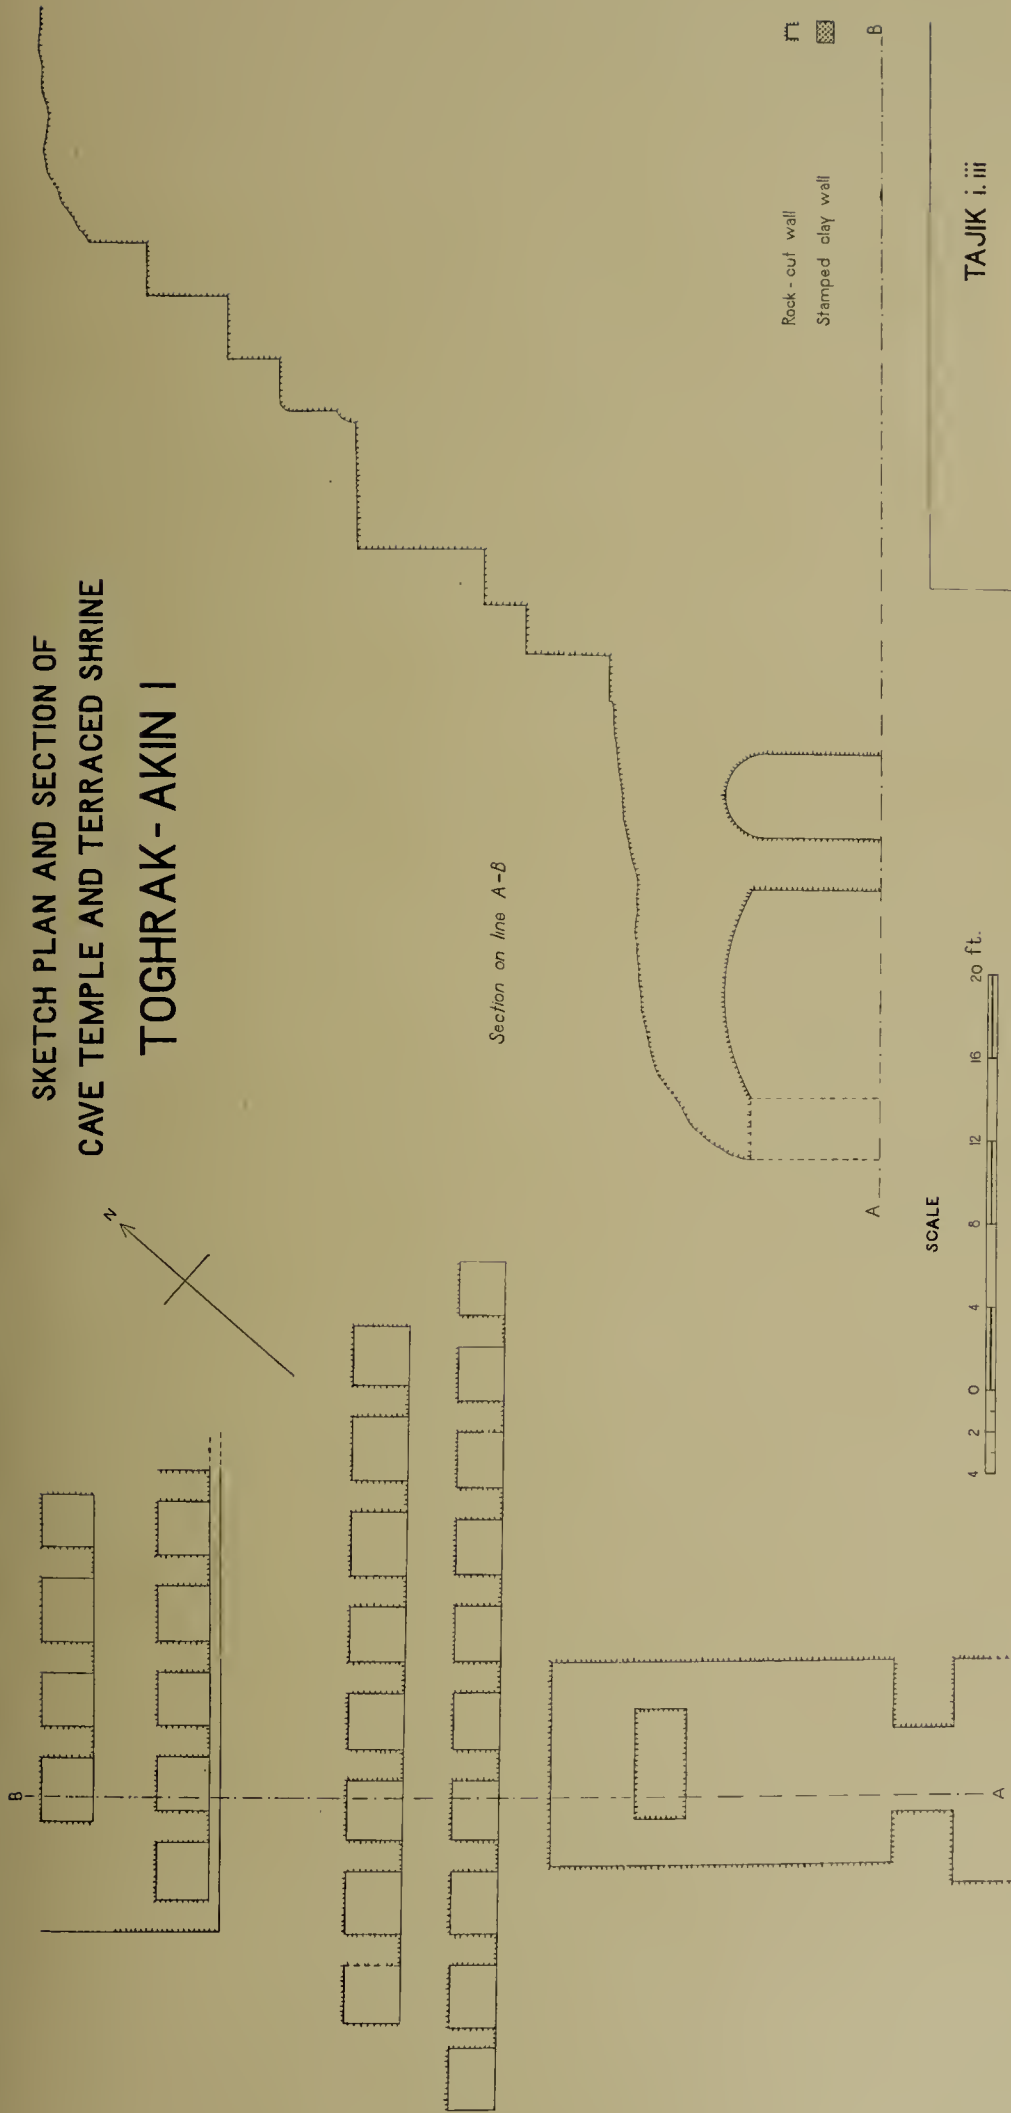 SKETCH PLAN AND SECTION OF
CAVE TEMPLE AND TERRACED SHRINE
TOGHRAK-AKIN I
N
Section on line A-B
B
A
A
B
Rock-cut wall
Stamped clay wall
SCALE
4 2 0 4 8 12 16 20 ft.
TAJIK i. iii